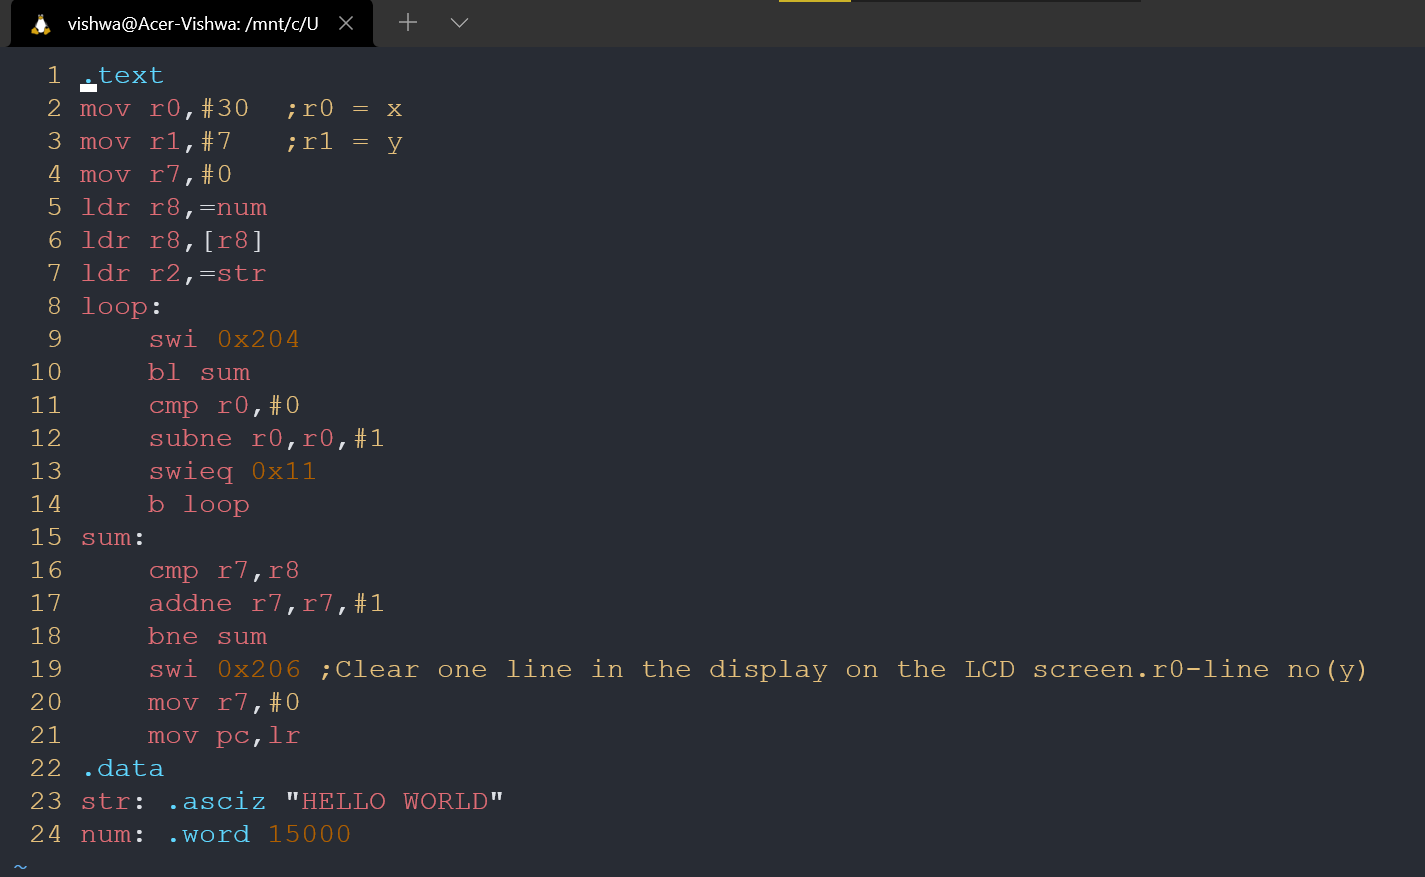 vishwa@Acer-Vishwa: /mnt/c/U
1 .text
2 mov r0,#30  ;r0 = x
3 mov r1,#7   ;r1 = y
4 mov r7,#0
5 ldr r8,=num
6 ldr r8,[r8]
7 ldr r2,=str
8 loop:
9     swi 0x204
10     bl sum
11     cmp r0,#0
12     subne r0,r0,#1
13     swieq 0x11
14     b loop
15 sum:
16     cmp r7,r8
17     addne r7,r7,#1
18     bne sum
19     swi 0x206 ;Clear one line in the display on the LCD screen.r0-line no(y)
20     mov r7,#0
21     mov pc,lr
22 .data
23 str: .asciz "HELLO WORLD"
24 num: .word 15000
~